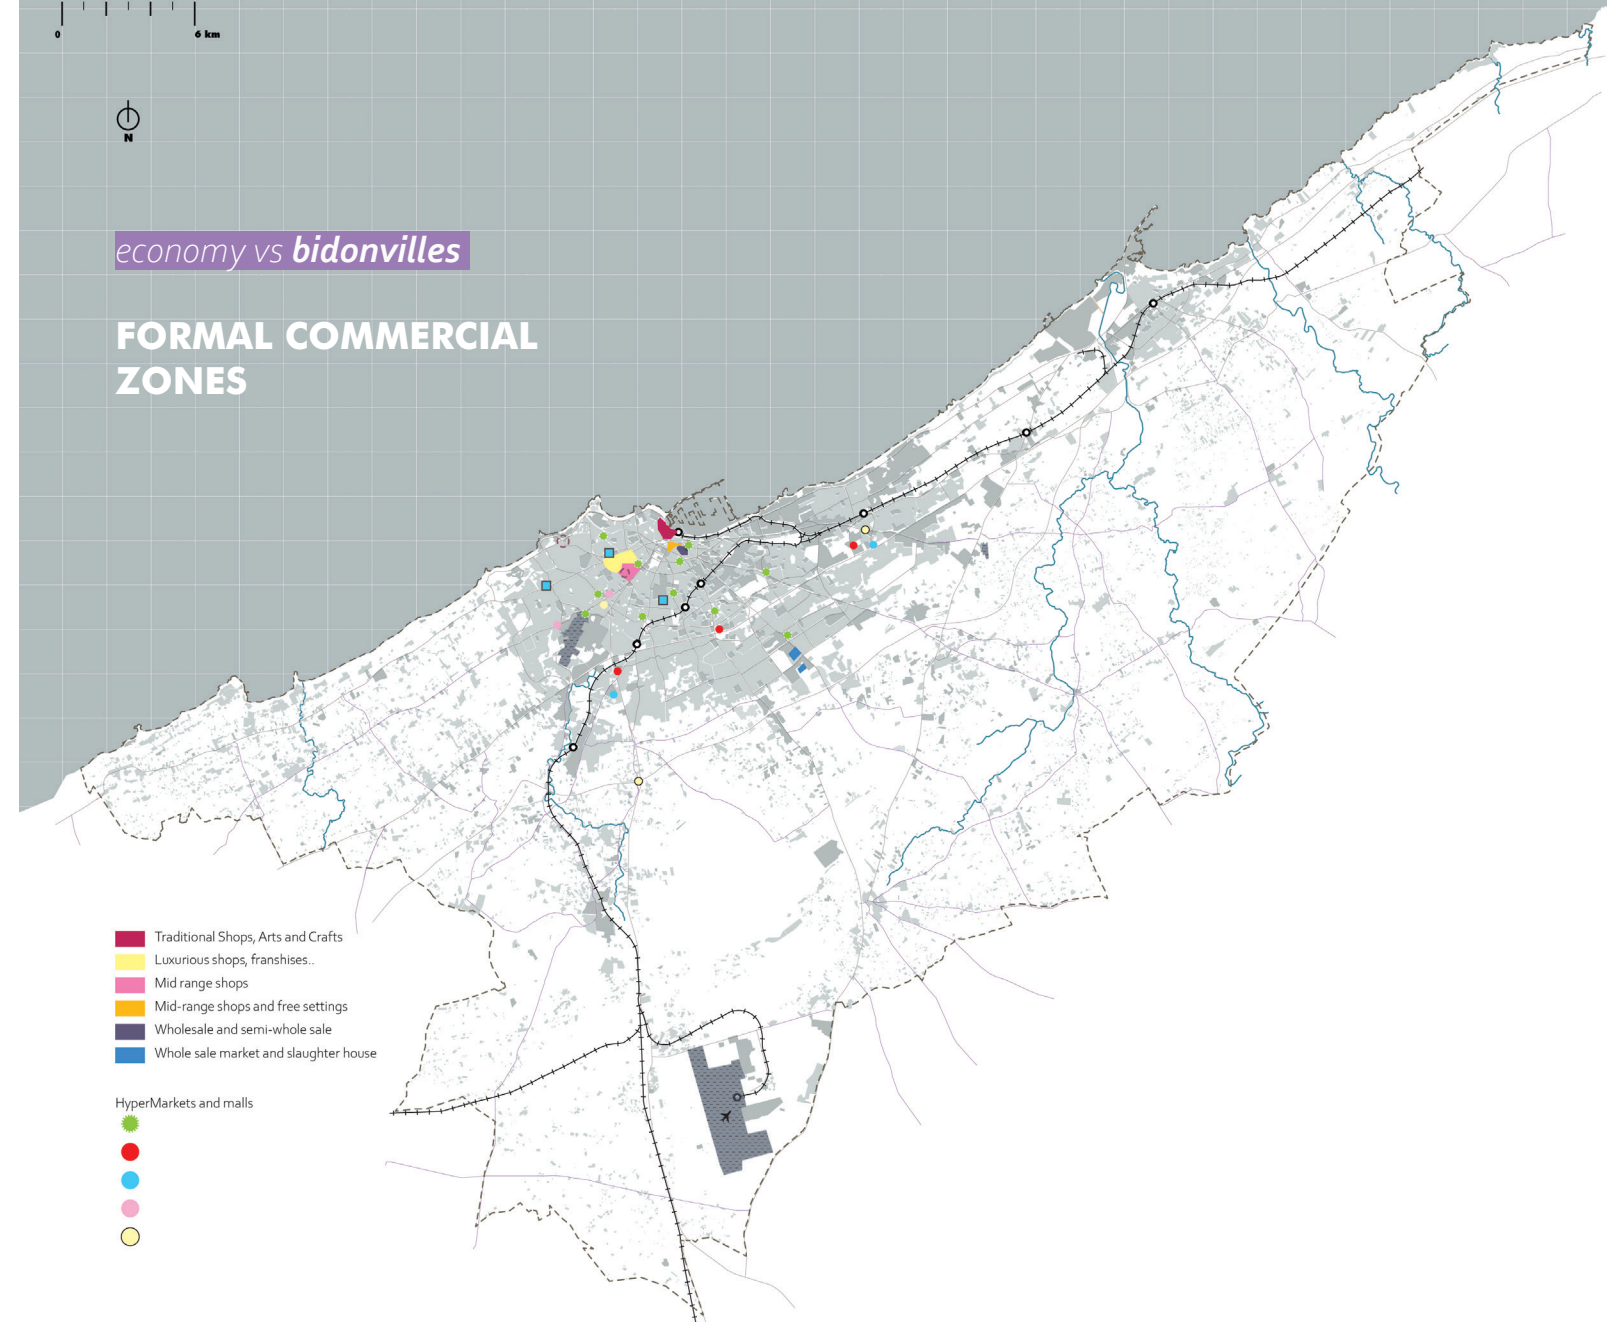 0 6 km
N
economy vs bidonvilles
FORMAL COMMERCIAL
ZONES
Traditional Shops, Arts and Crafts
Luxurious shops, franshises..
Mid range shops
Mid-range shops and free settings
Wholesale and semi-whole sale
Whole sale market and slaughter house
HyperMarkets and malls